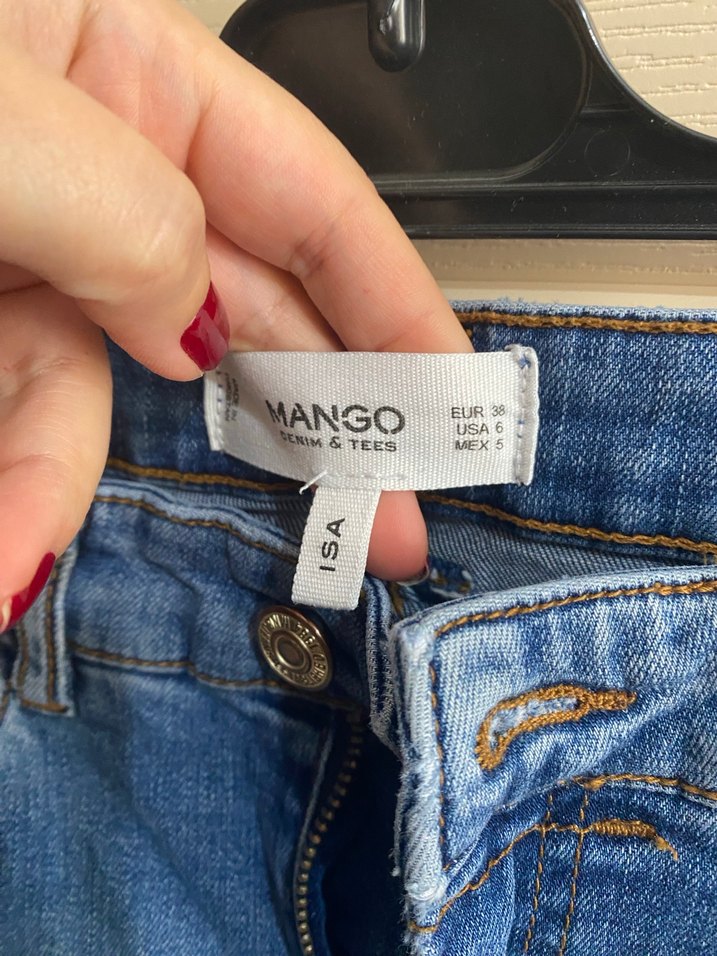 MANGO
DENIM & TEES
EUR 38
USA 6
MEX 5
ISA